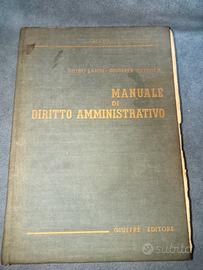 MANUALE
DI
DIRITTO AMMINISTRATIVO
GIUFFRÈ - EDITORE
subito